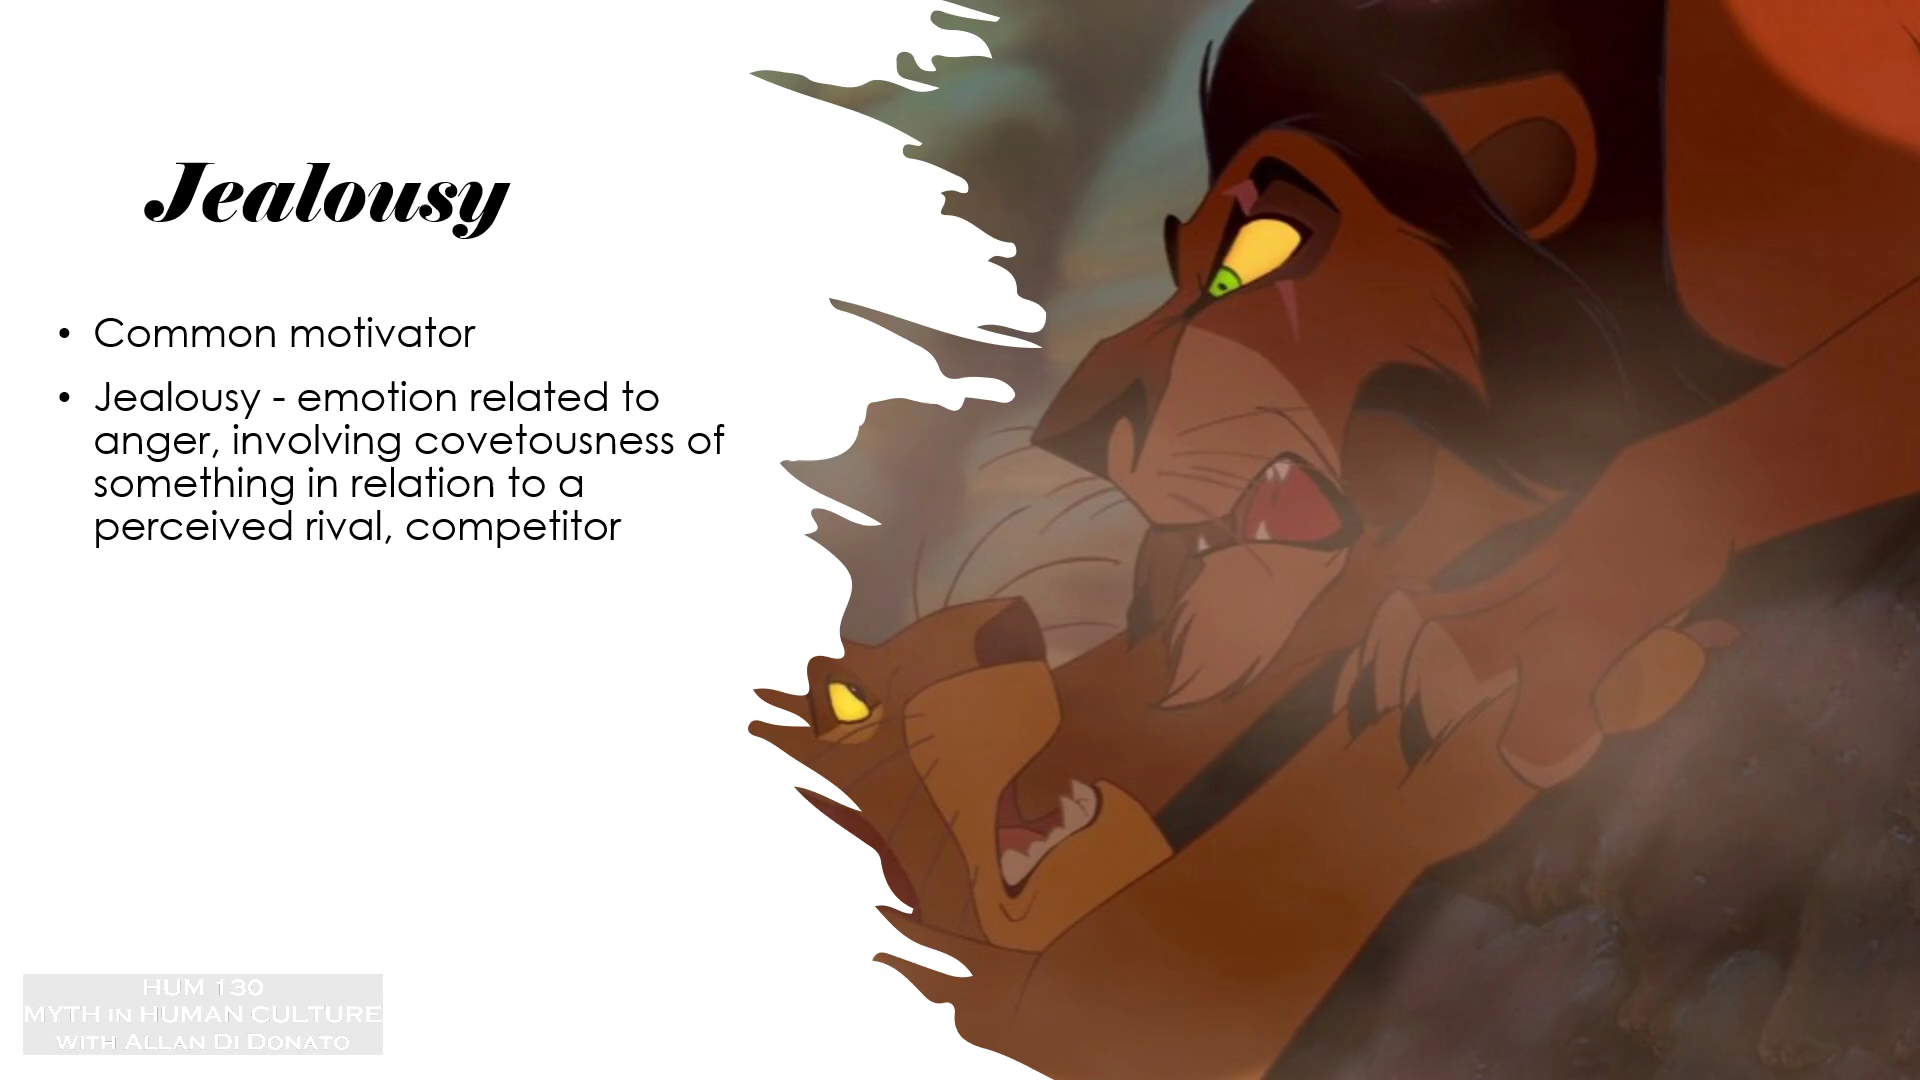 Jealousy
• Common motivator
• Jealousy - emotion related to
anger, involving covetousness of
something in relation to a
perceived rival, competitor
HUM 130
MYTH IN HUMAN CULTURE
WITH ALLAN DI DONATO